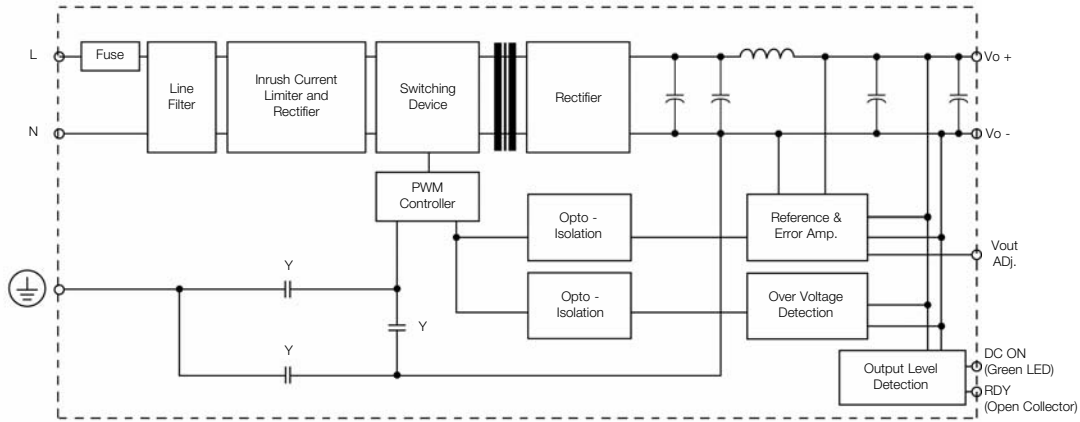 L
Fuse
Line
Filter
Inrush Current
Limiter and
Rectifier
Switching
Device
Rectifier
Vo +
N
Vo -
PWM
Controller
Opto -
Isolation
Reference &
Error Amp.
Vout
ADj.
Y
Opto -
Isolation
Over Voltage
Detection
Y
Y
Output Level
Detection
DC ON
(Green LED)
RDY
(Open Collector)